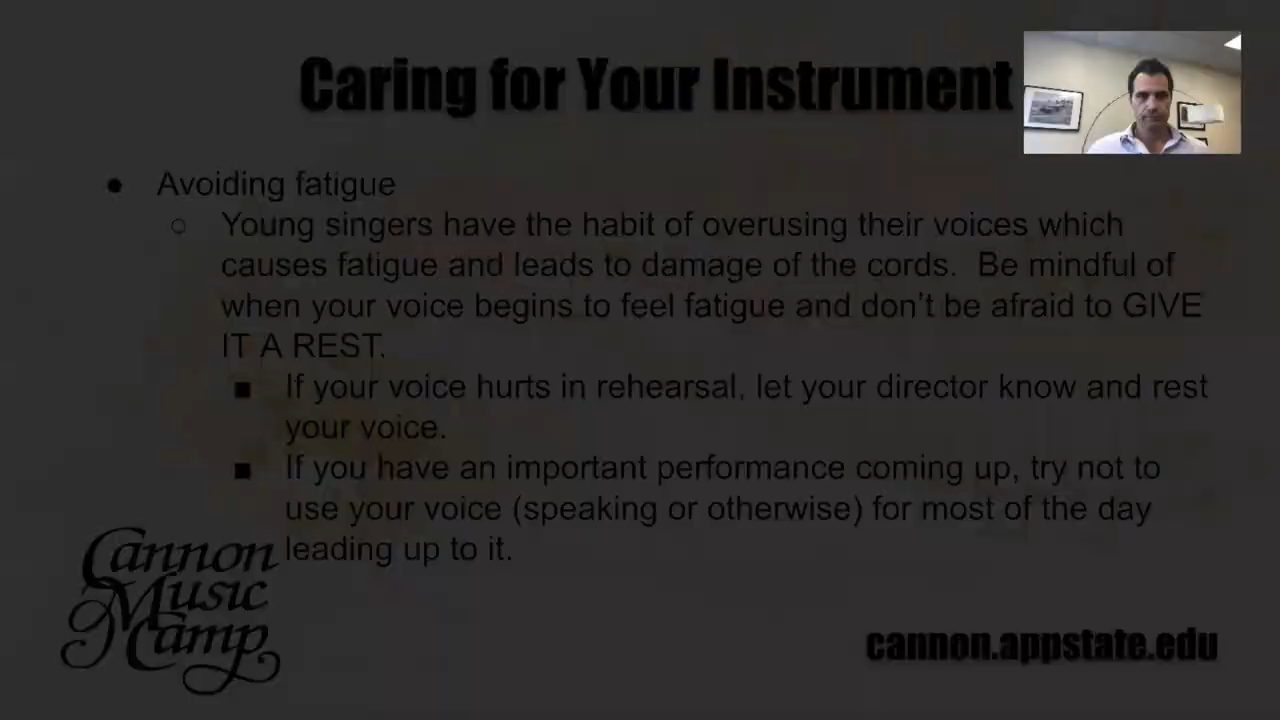 Caring for Your Instrument
● Avoiding fatigue
○ Young singers have the habit of overusing their voices which
causes fatigue and leads to damage of the cords.  Be mindful of
when your voice begins to feel fatigue and don't be afraid to GIVE
IT A REST.
■ If your voice hurts in rehearsal, let your director know and rest
your voice.
■ If you have an important performance coming up, try not to
use your voice (speaking or otherwise) for most of the day
leading up to it.
Cannon
Music
Camp
cannon.appstate.edu